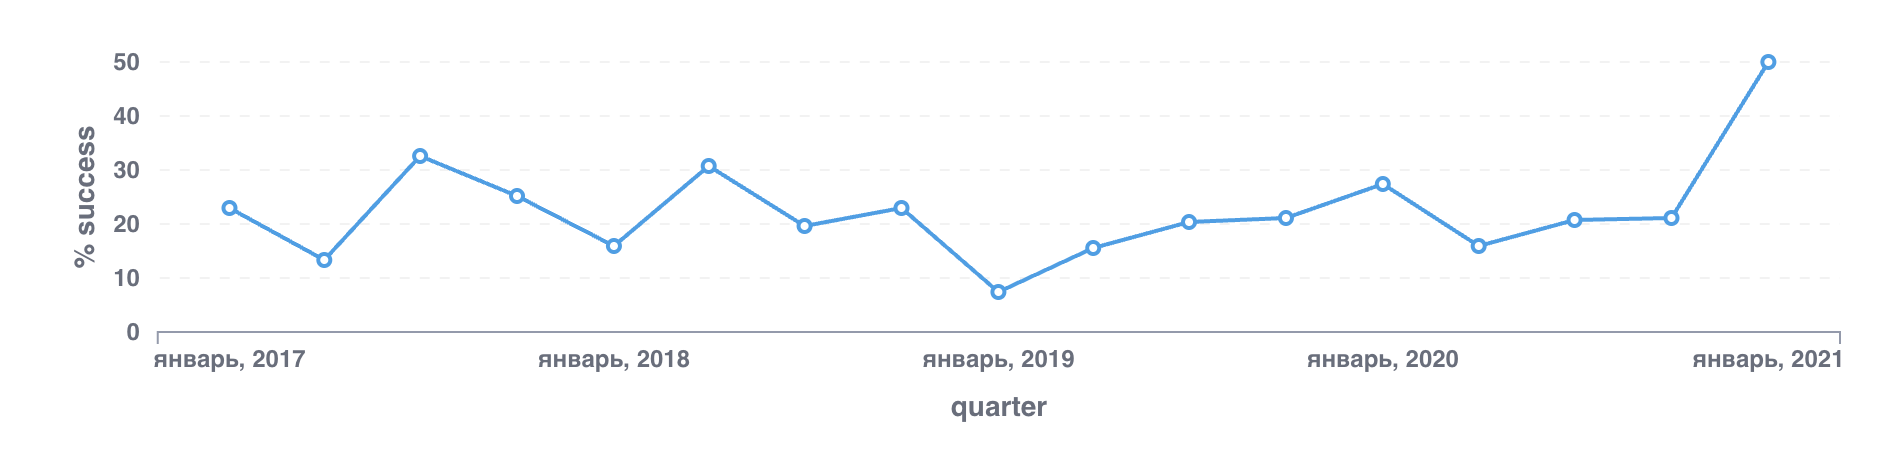 50
40
30
20
10
0
% success
январь, 2017
январь, 2018
январь, 2019
январь, 2020
январь, 2021
quarter